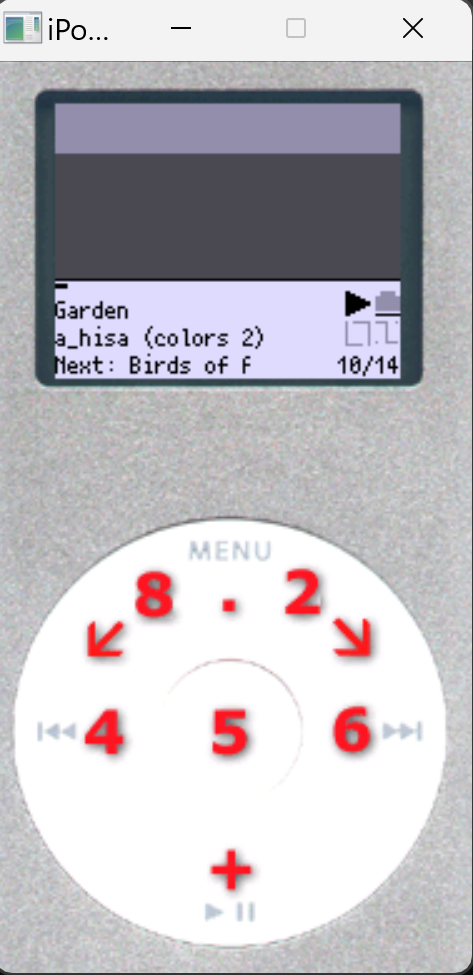 iPo...
Garden
a_hisa (colors 2)
Next: Birds of f
10/14
MENU
8 . 2
4 5 6
+